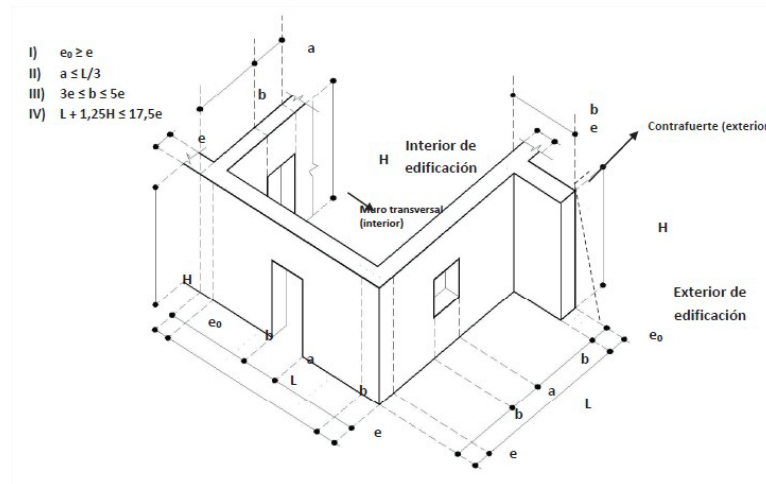 I) e₀ ≥ e
II) a ≤ L/3
III) 3e ≤ b ≤ 5e
IV) L + 1,25H ≤ 17,5e
a
b
e
b
e
Contrafuerte (exterior
H
Interior de
edificación
Muro transversal
(interior)
H
Exterior de
edificación
H
e₀
b
a
L
b
e
e₀
b
a
L
b
e